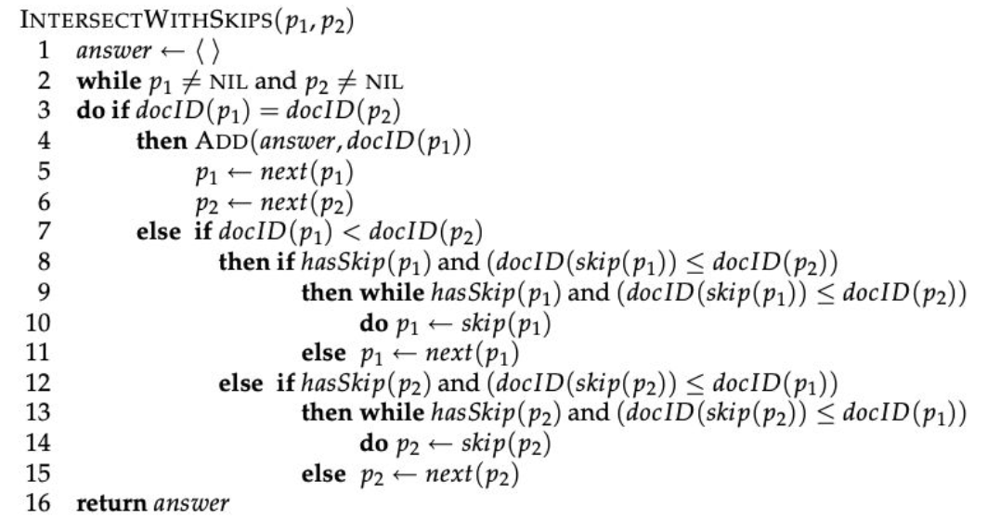 INTERSECTWITHSKIPS(p₁, p₂)
1 answer ← ⟨ ⟩
2 while p₁ ≠ NIL and p₂ ≠ NIL
3 do if docID(p₁) = docID(p₂)
4 then ADD(answer, docID(p₁))
5 p₁ ← next(p₁)
6 p₂ ← next(p₂)
7 else if docID(p₁) < docID(p₂)
8 then if hasSkip(p₁) and (docID(skip(p₁)) ≤ docID(p₂))
9 then while hasSkip(p₁) and (docID(skip(p₁)) ≤ docID(p₂))
10 do p₁ ← skip(p₁)
11 else p₁ ← next(p₁)
12 else if hasSkip(p₂) and (docID(skip(p₂)) ≤ docID(p₁))
13 then while hasSkip(p₂) and (docID(skip(p₂)) ≤ docID(p₁))
14 do p₂ ← skip(p₂)
15 else p₂ ← next(p₂)
16 return answer